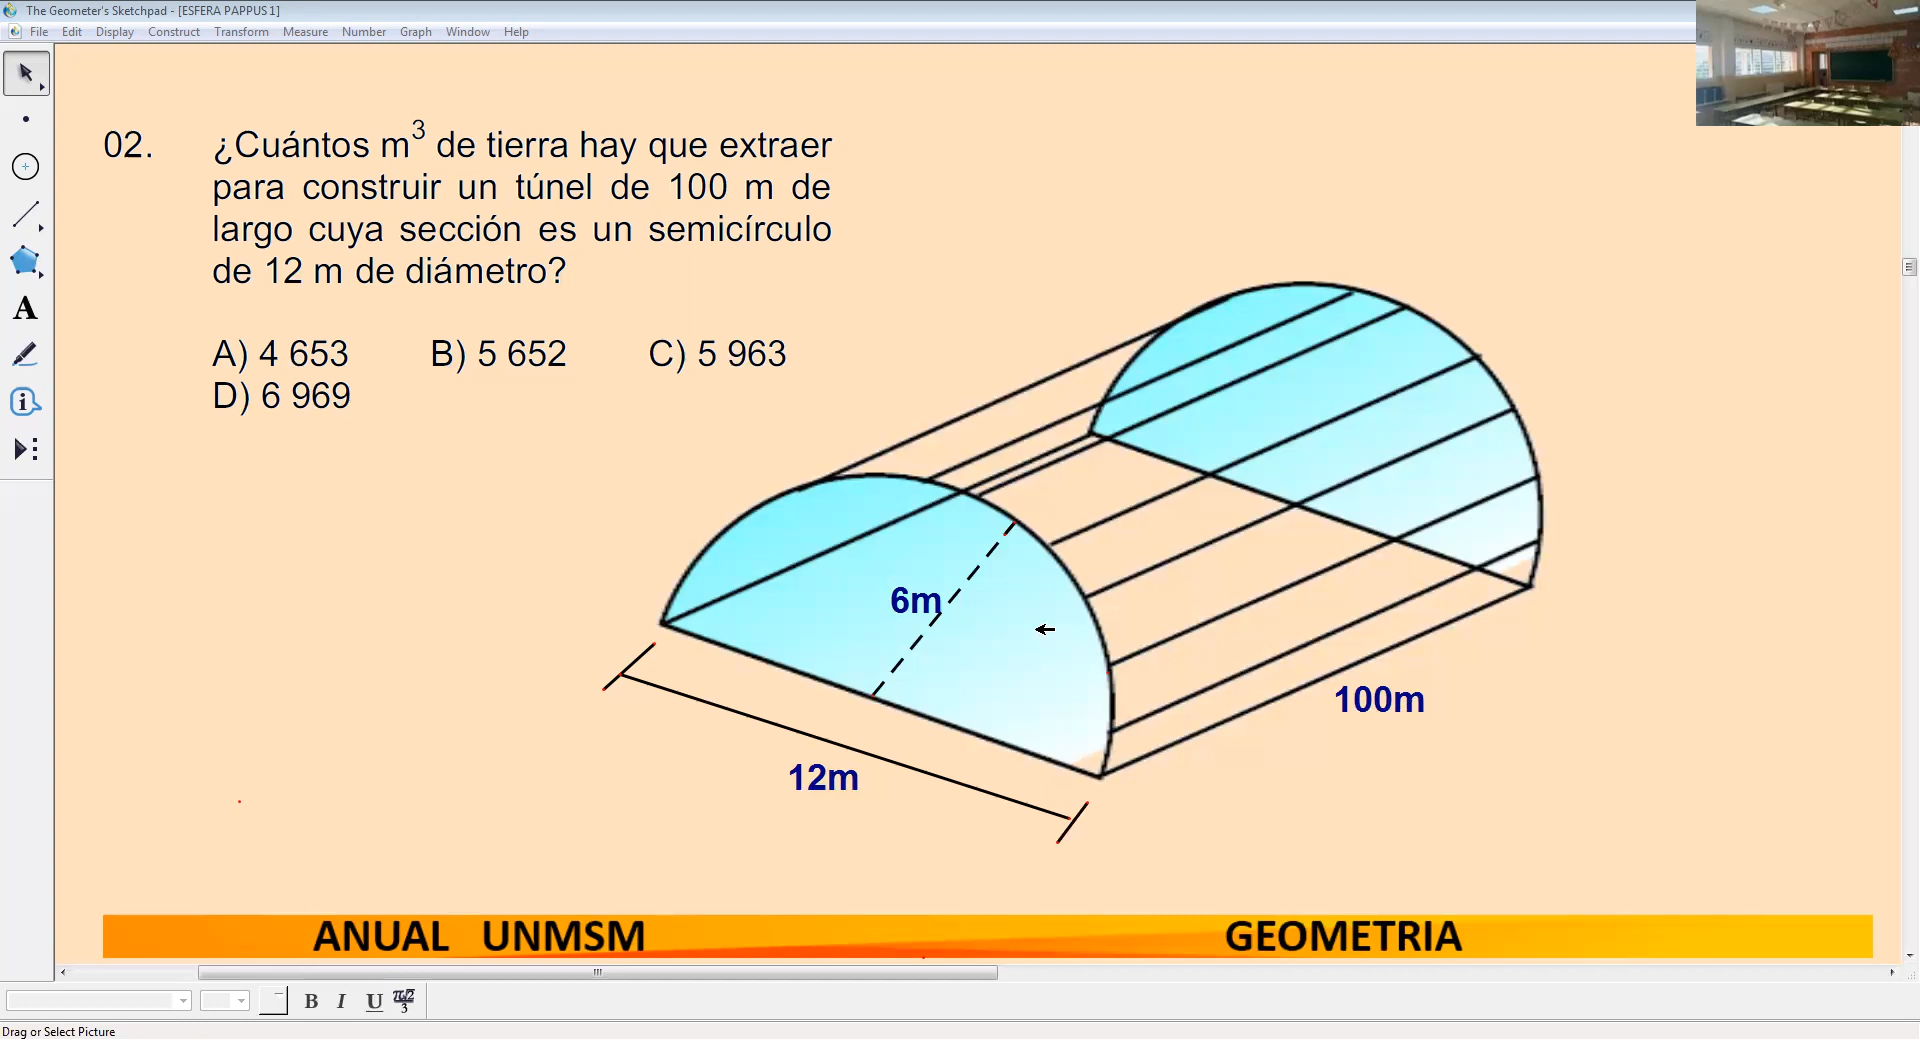 The Geometer's Sketchpad - [ESFERA PAPPUS 1]
File Edit Display Construct Transform Measure Number Graph Window Help
02. ¿Cuántos m³ de tierra hay que extraer
para construir un túnel de 100 m de
largo cuya sección es un semicírculo
de 12 m de diámetro?
A) 4 653 B) 5 652 C) 5 963
D) 6 969
6m
100m
12m
ANUAL UNMSM GEOMETRIA
A
B I U
Drag or Select Picture